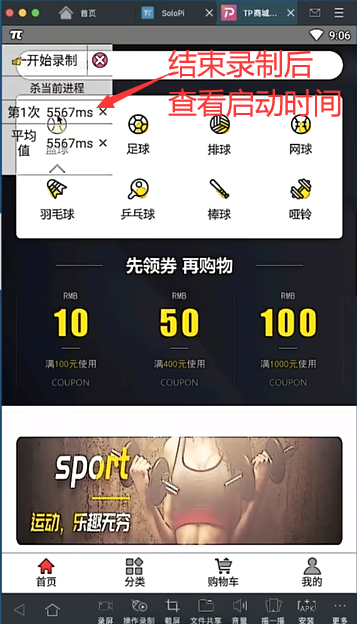 首页
SoloPi
TP商城...
9:06
开始录制
结束录制后
查看启动时间
杀当前进程
第1次 5567ms ×
平均值 5567ms ×
篮球
足球
排球
网球
羽毛球
乒乓球
棒球
哑铃
先领券 再购物
RMB
RMB
RMB
10
50
100
满100元使用
满400元使用
满1000元使用
COUPON
COUPON
COUPON
sport
运动，乐趣无穷
首页
分类
购物车
我的
录屏
操作录制
截屏
文件共享
音量
摇一摇
APK
安装
更多